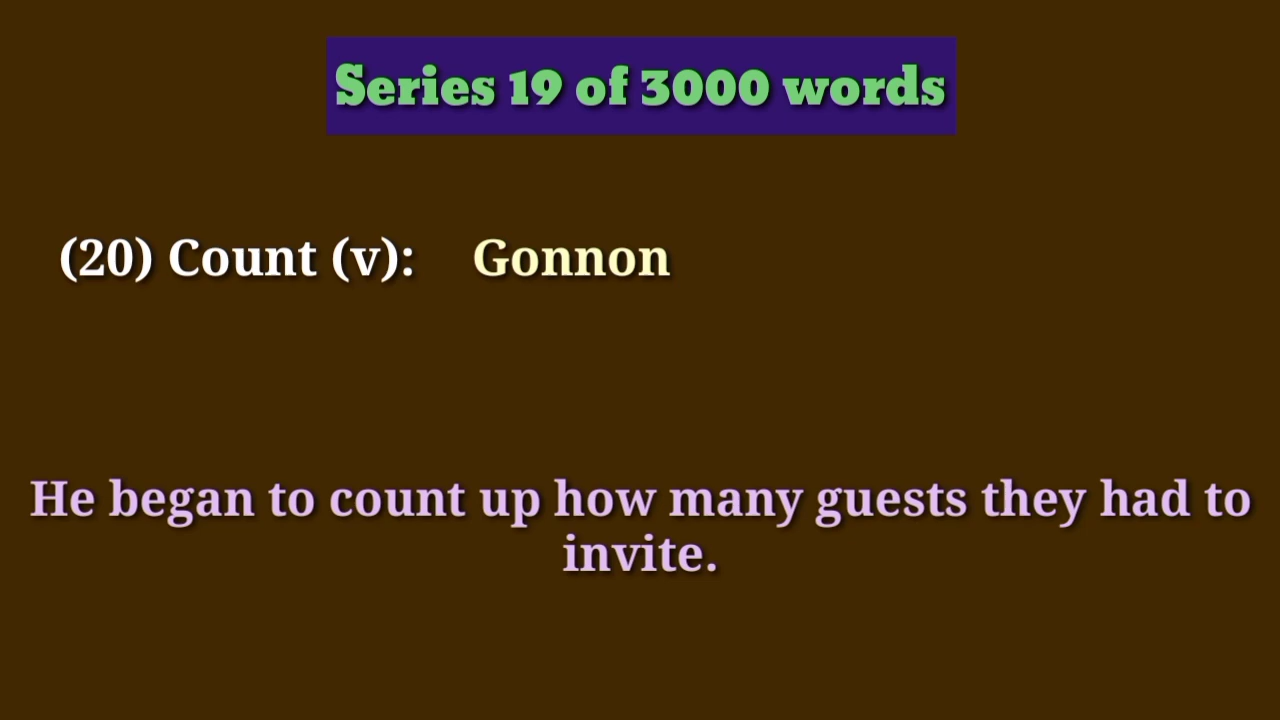 Series 19 of 3000 words
(20) Count (v): Gonnon
He began to count up how many guests they had to
invite.